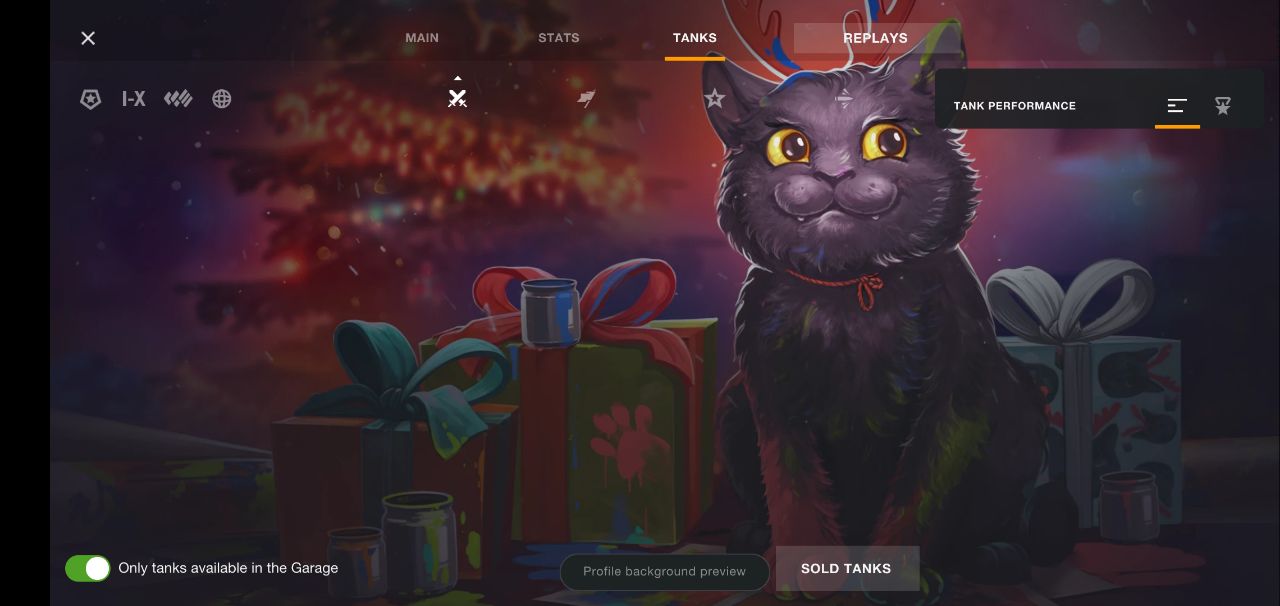 MAIN
STATS
TANKS
REPLAYS
I-X
TANK PERFORMANCE
Only tanks available in the Garage
Profile background preview
SOLD TANKS